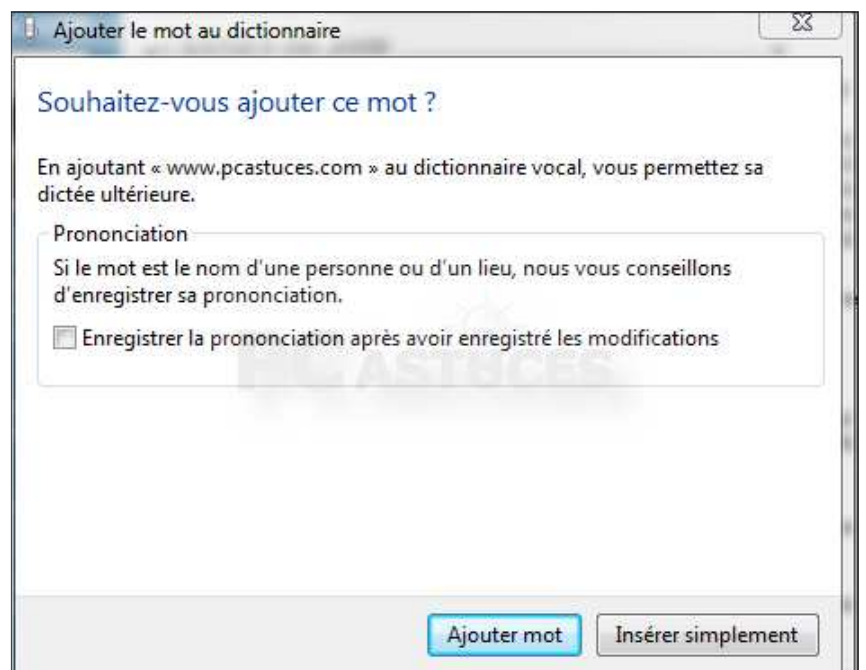 Ajouter le mot au dictionnaire
Souhaitez-vous ajouter ce mot ?
En ajoutant « www.pcastuces.com » au dictionnaire vocal, vous permettez sa
dictée ultérieure.
Prononciation
Si le mot est le nom d'une personne ou d'un lieu, nous vous conseillons
d'enregistrer sa prononciation.
Enregistrer la prononciation après avoir enregistré les modifications
PC ASTUCES
Ajouter mot
Insérer simplement